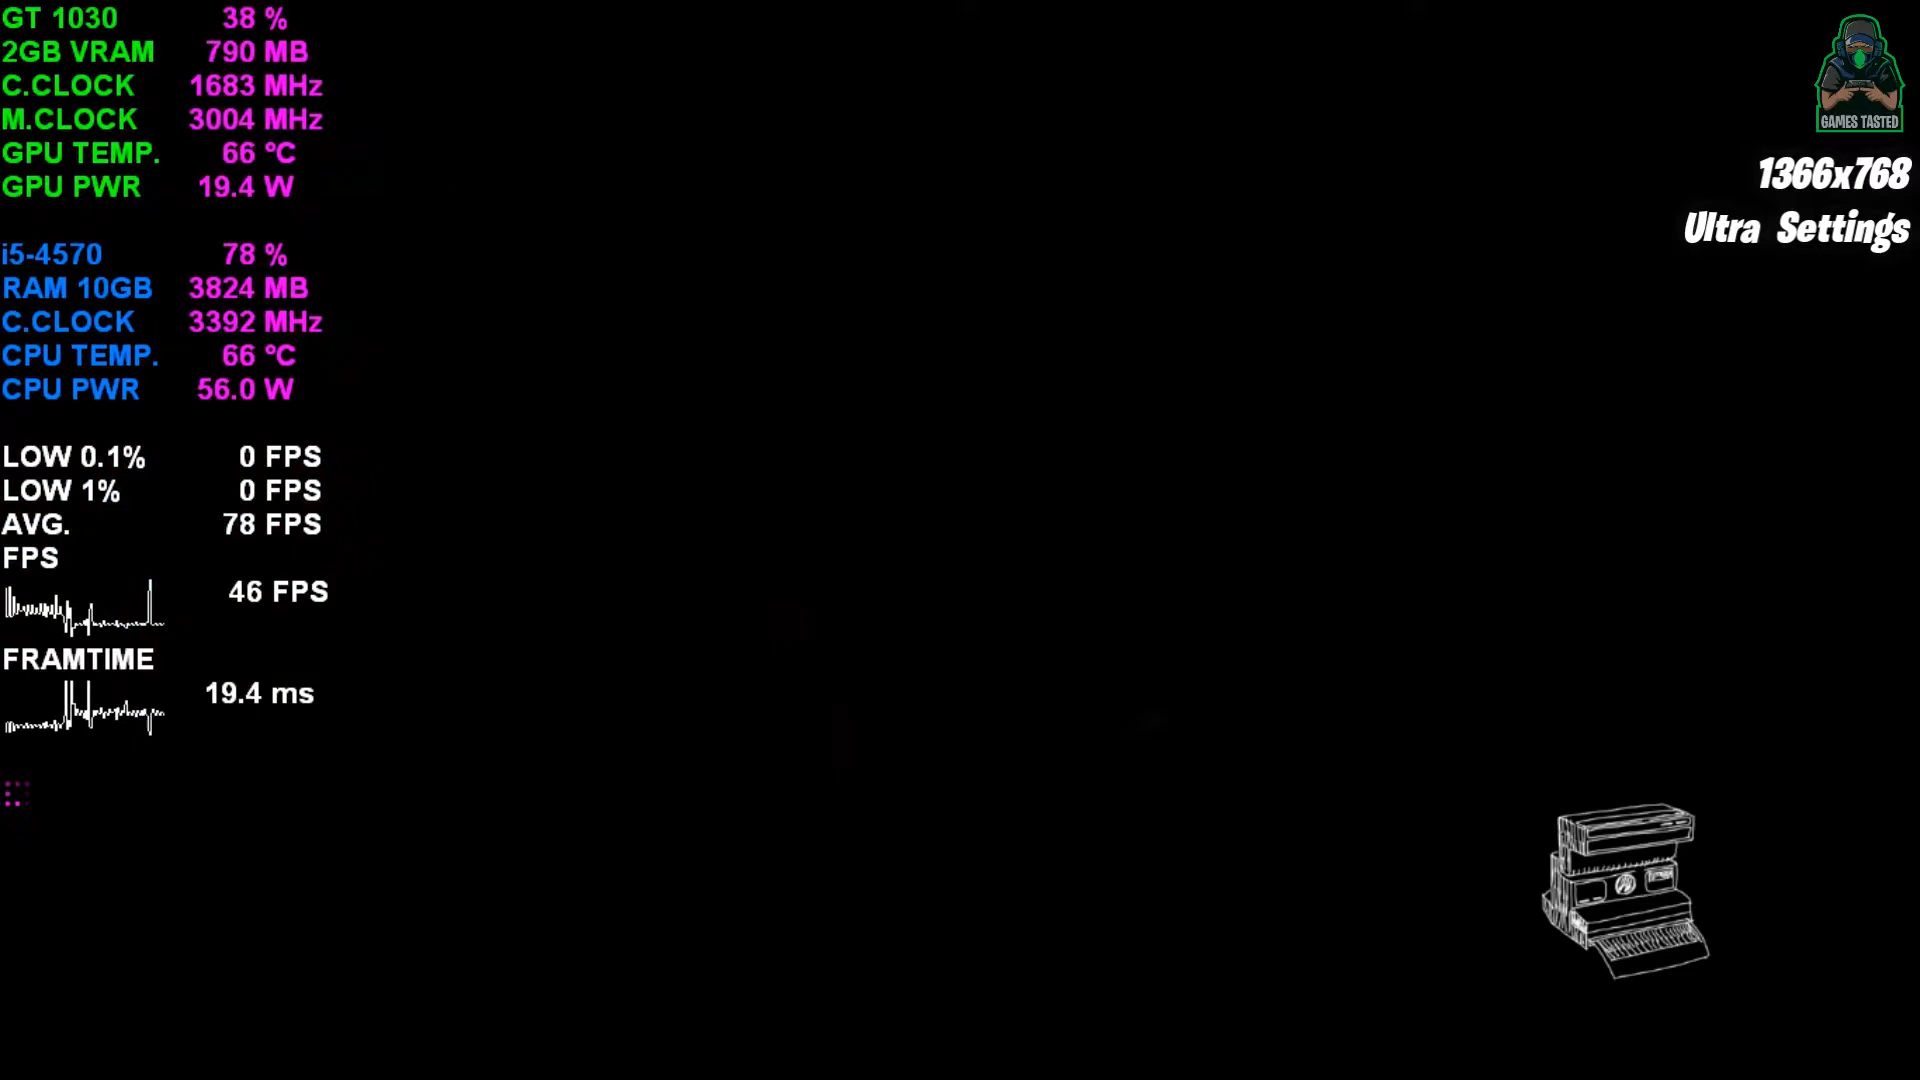 GT 1030 38 %
2GB VRAM 790 MB
C.CLOCK 1683 MHz
M.CLOCK 3004 MHz
GPU TEMP. 66 °C
GPU PWR 19.4 W
i5-4570 78 %
RAM 10GB 3824 MB
C.CLOCK 3392 MHz
CPU TEMP. 66 °C
CPU PWR 56.0 W
LOW 0.1% 0 FPS
LOW 1% 0 FPS
AVG. 78 FPS
FPS
46 FPS
FRAMTIME
19.4 ms
GAMES TASTED
1366x768
Ultra Settings